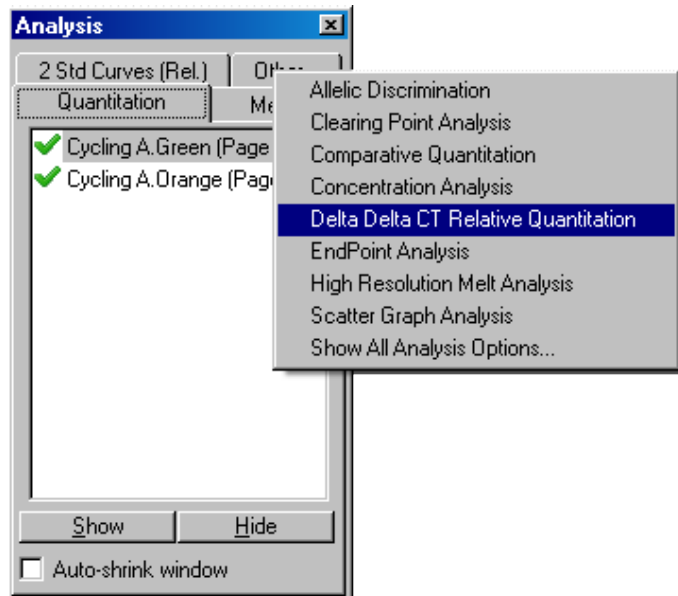 Analysis
2 Std Curves (Rel.)
Quantitation
Cycling A.Green (Page
Cycling A.Orange (Pag
Allelic Discrimination
Clearing Point Analysis
Comparative Quantitation
Concentration Analysis
Delta Delta CT Relative Quantitation
EndPoint Analysis
High Resolution Melt Analysis
Scatter Graph Analysis
Show All Analysis Options...
Show Hide
Auto-shrink window